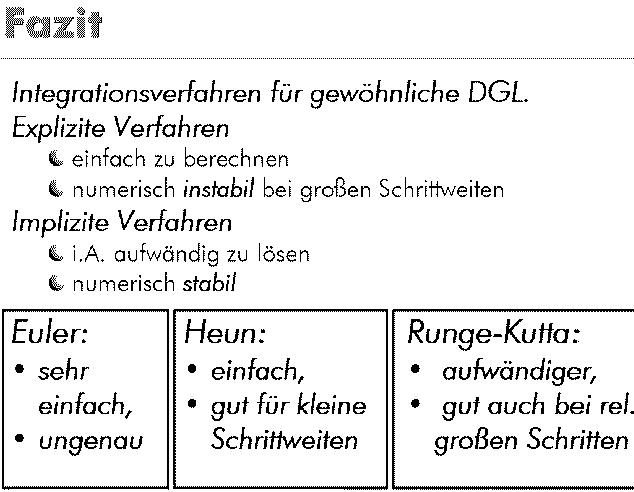 Fazit
Integrationsverfahren für gewöhnliche DGL.
Explizite Verfahren
einfach zu berechnen
numerisch instabil bei großen Schrittweiten
Implizite Verfahren
i.A. aufwändig zu lösen
numerisch stabil
Euler:
• sehr
einfach,
• ungenau
Heun:
• einfach,
• gut für kleine
Schrittweiten
Runge-Kutta:
• aufwändiger,
• gut auch bei rel.
großen Schritten